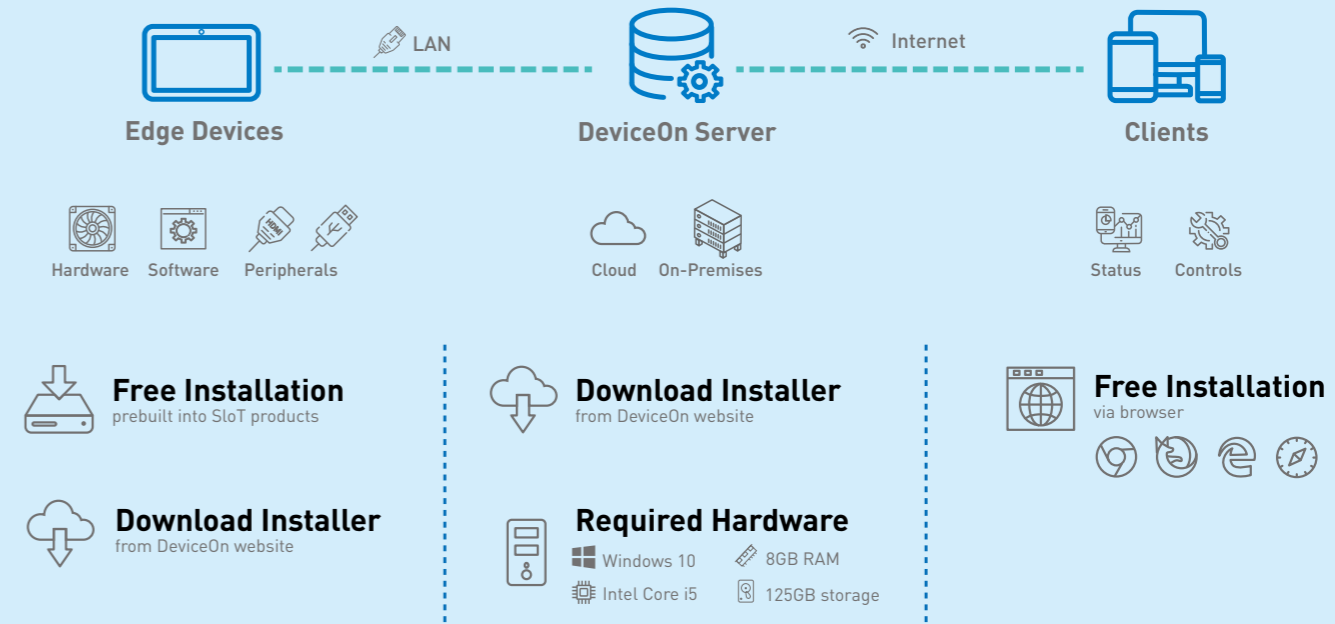 LAN
Internet
Edge Devices
DeviceOn Server
Clients
HDMI
Hardware
Software
Peripherals
Cloud
On-Premises
Status
Controls
Free Installation
prebuilt into SIoT products
Download Installer
from DeviceOn website
Download Installer
from DeviceOn website
Required Hardware
Windows 10
8GB RAM
Intel Core i5
125GB storage
Free Installation
via browser